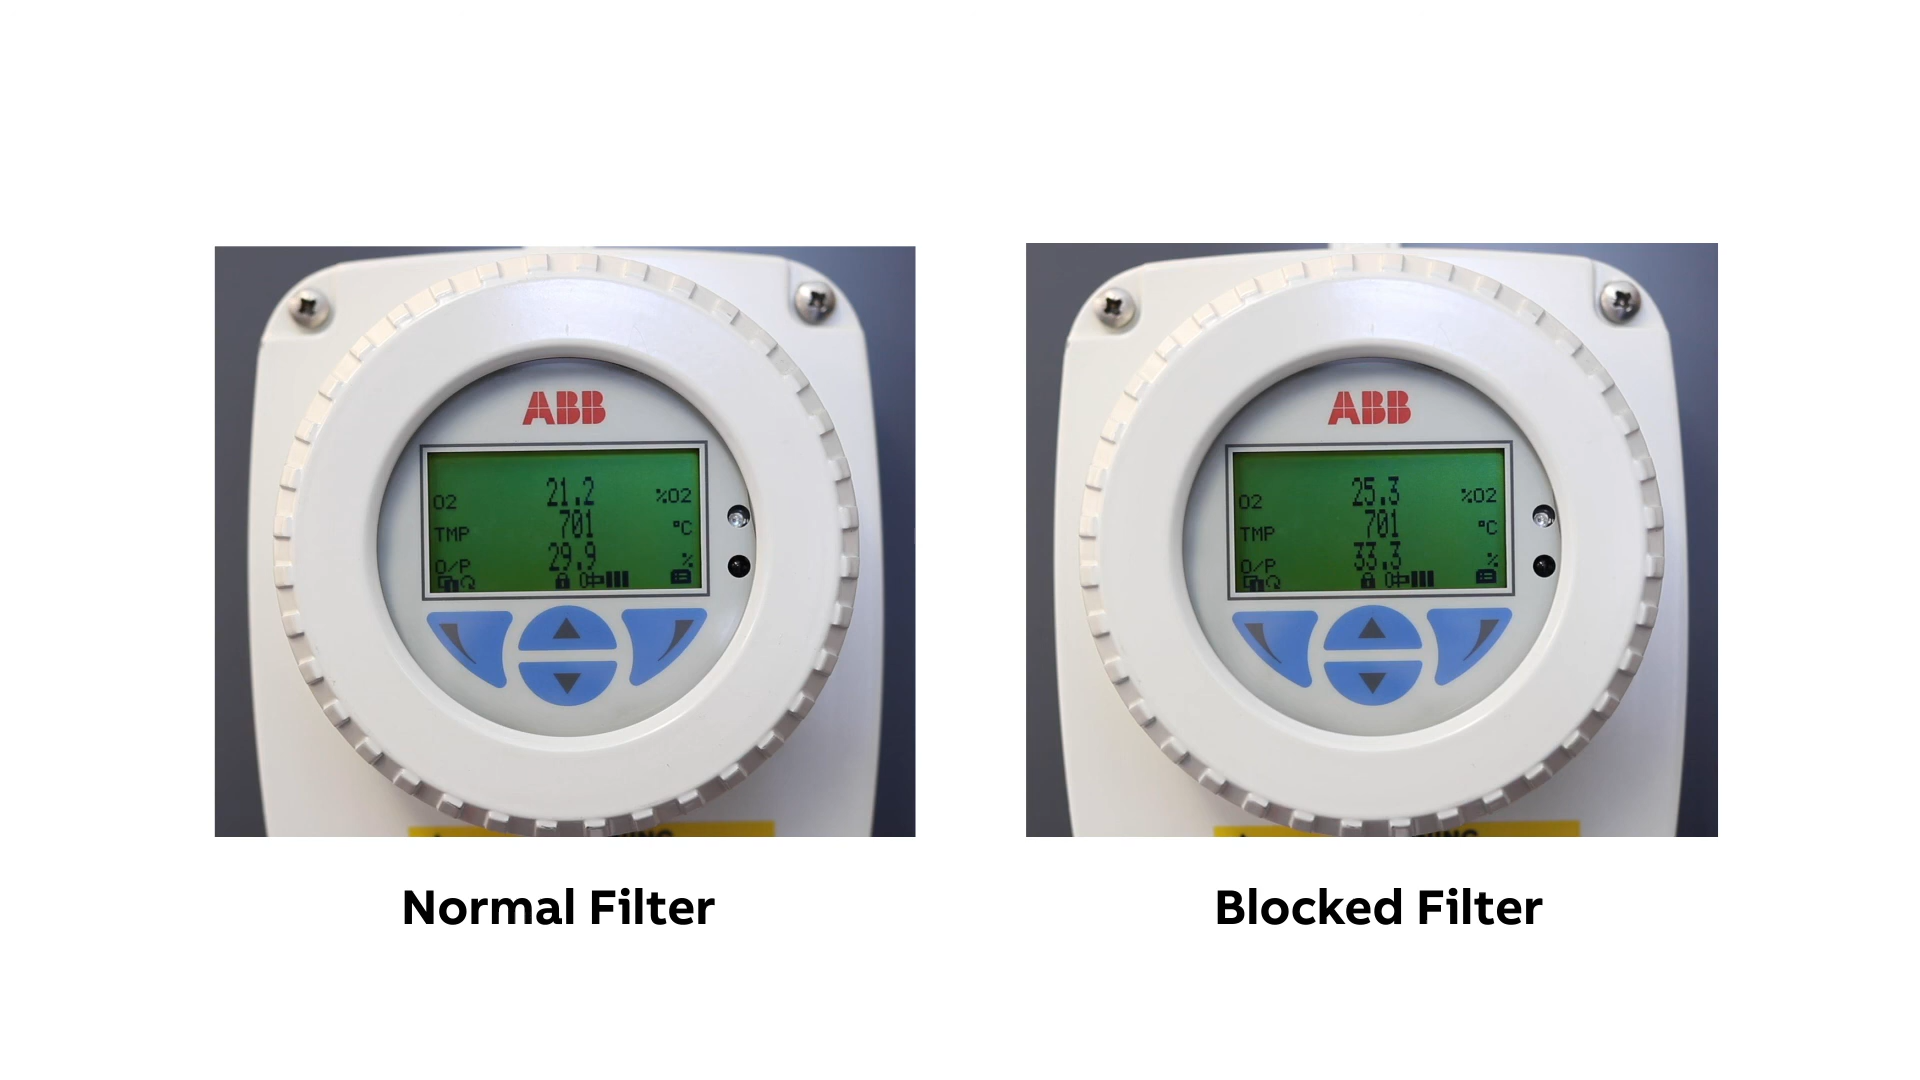 ABB
O2 21.2 %O2
TMP 701 °C
O/P 29.9 %
Normal Filter
ABB
O2 25.3 %O2
TMP 701 °C
O/P 33.3 %
Blocked Filter